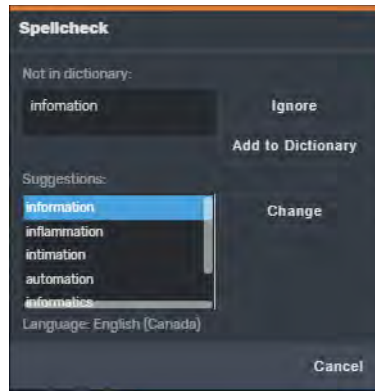 Spellcheck
Not in dictionary:
infomation
Ignore
Add to Dictionary
Suggestions:
information
inflammation
intimation
automation
informatics
Change
Language: English (Canada)
Cancel